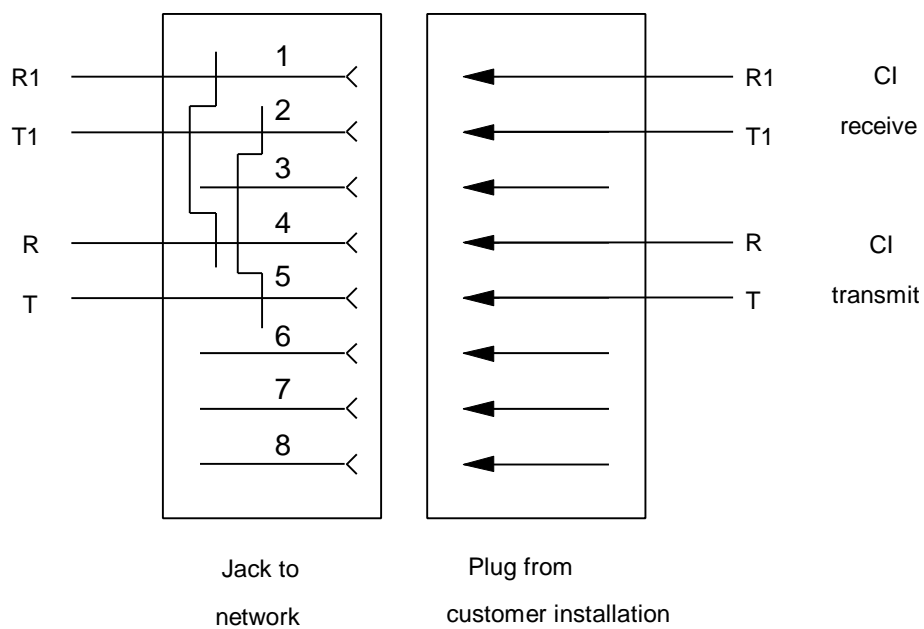 1
R1
R1
CI
2
T1
T1
receive
3
4
R
R
CI
5
T
T
transmit
6
7
8
Jack to
Plug from
network
customer installation